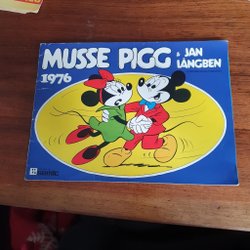 MUSSE PIGG & JAN
LÅNGBEN
1976